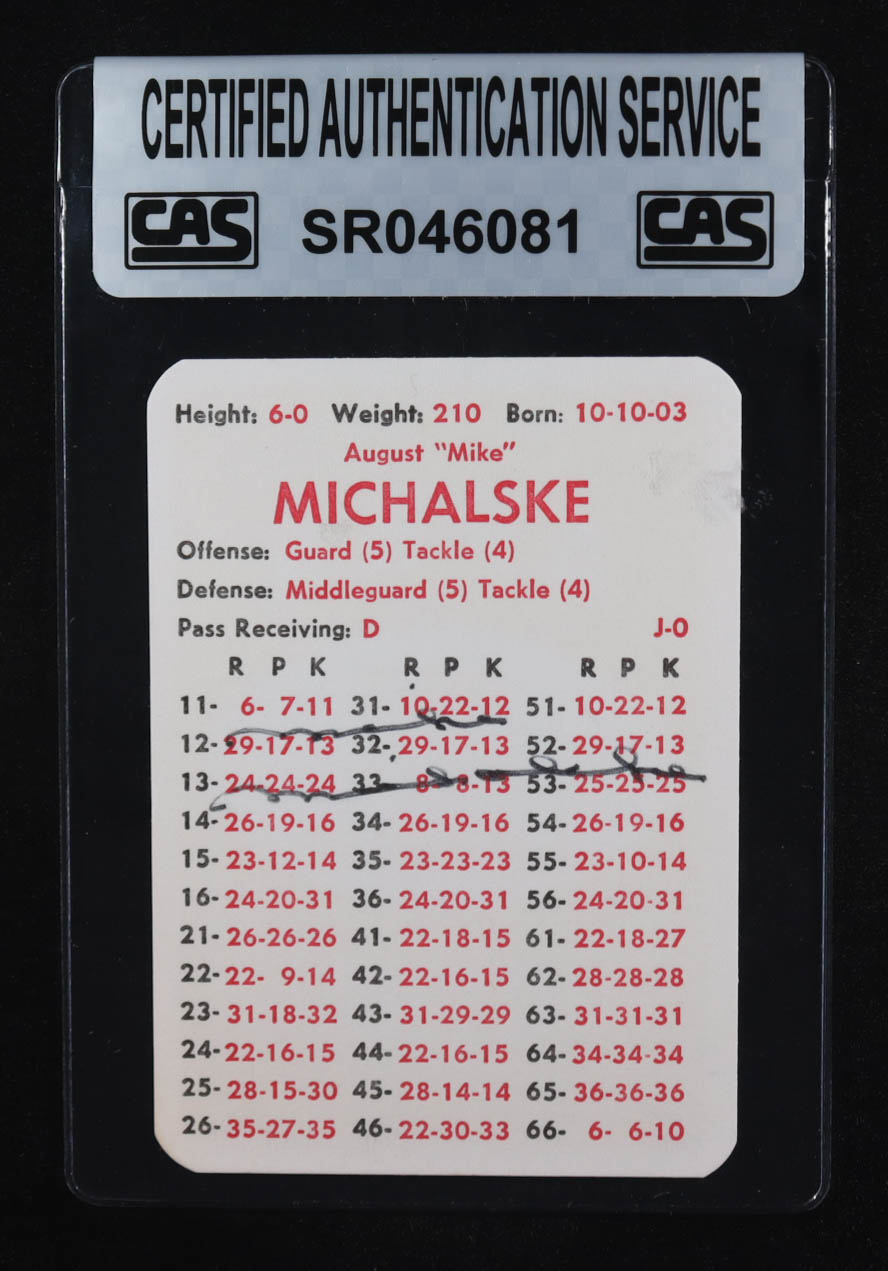 CERTIFIED AUTHENTICATION SERVICE
CAS SR046081 CAS
Height: 6-0 Weight: 210 Born: 10-10-03
August "Mike"
MICHALSKE
Offense: Guard (5) Tackle (4)
Defense: Middleguard (5) Tackle (4)
Pass Receiving: D J-0
R P K R P K R P K
11- 6- 7-11 31- 10-22-12 51- 10-22-12
12- 29-17-13 32- 29-17-13 52- 29-17-13
13- 24-24-24 33- 8- 8-13 53- 25-25-25
14- 26-19-16 34- 26-19-16 54- 26-19-16
15- 23-12-14 35- 23-23-23 55- 23-10-14
16- 24-20-31 36- 24-20-31 56- 24-20-31
21- 26-26-26 41- 22-18-15 61- 22-18-27
22- 22- 9-14 42- 22-16-15 62- 28-28-28
23- 31-18-32 43- 31-29-29 63- 31-31-31
24- 22-16-15 44- 22-16-15 64- 34-34-34
25- 28-15-30 45- 28-14-14 65- 36-36-36
26- 35-27-35 46- 22-30-33 66- 6- 6-10